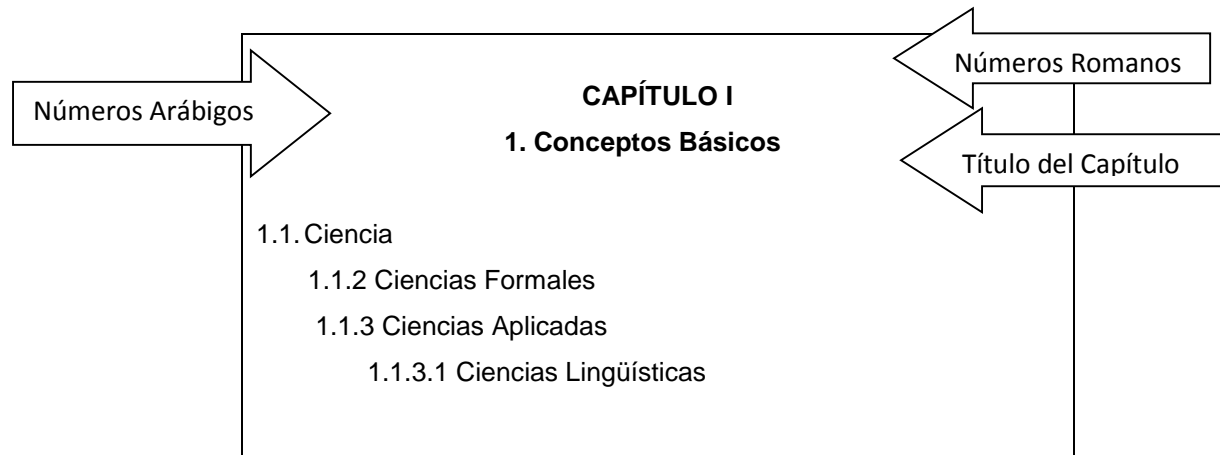 Números Romanos
Números Arábigos
CAPÍTULO I
1. Conceptos Básicos
Título del Capítulo
1.1. Ciencia
1.1.2 Ciencias Formales
1.1.3 Ciencias Aplicadas
1.1.3.1 Ciencias Lingüísticas